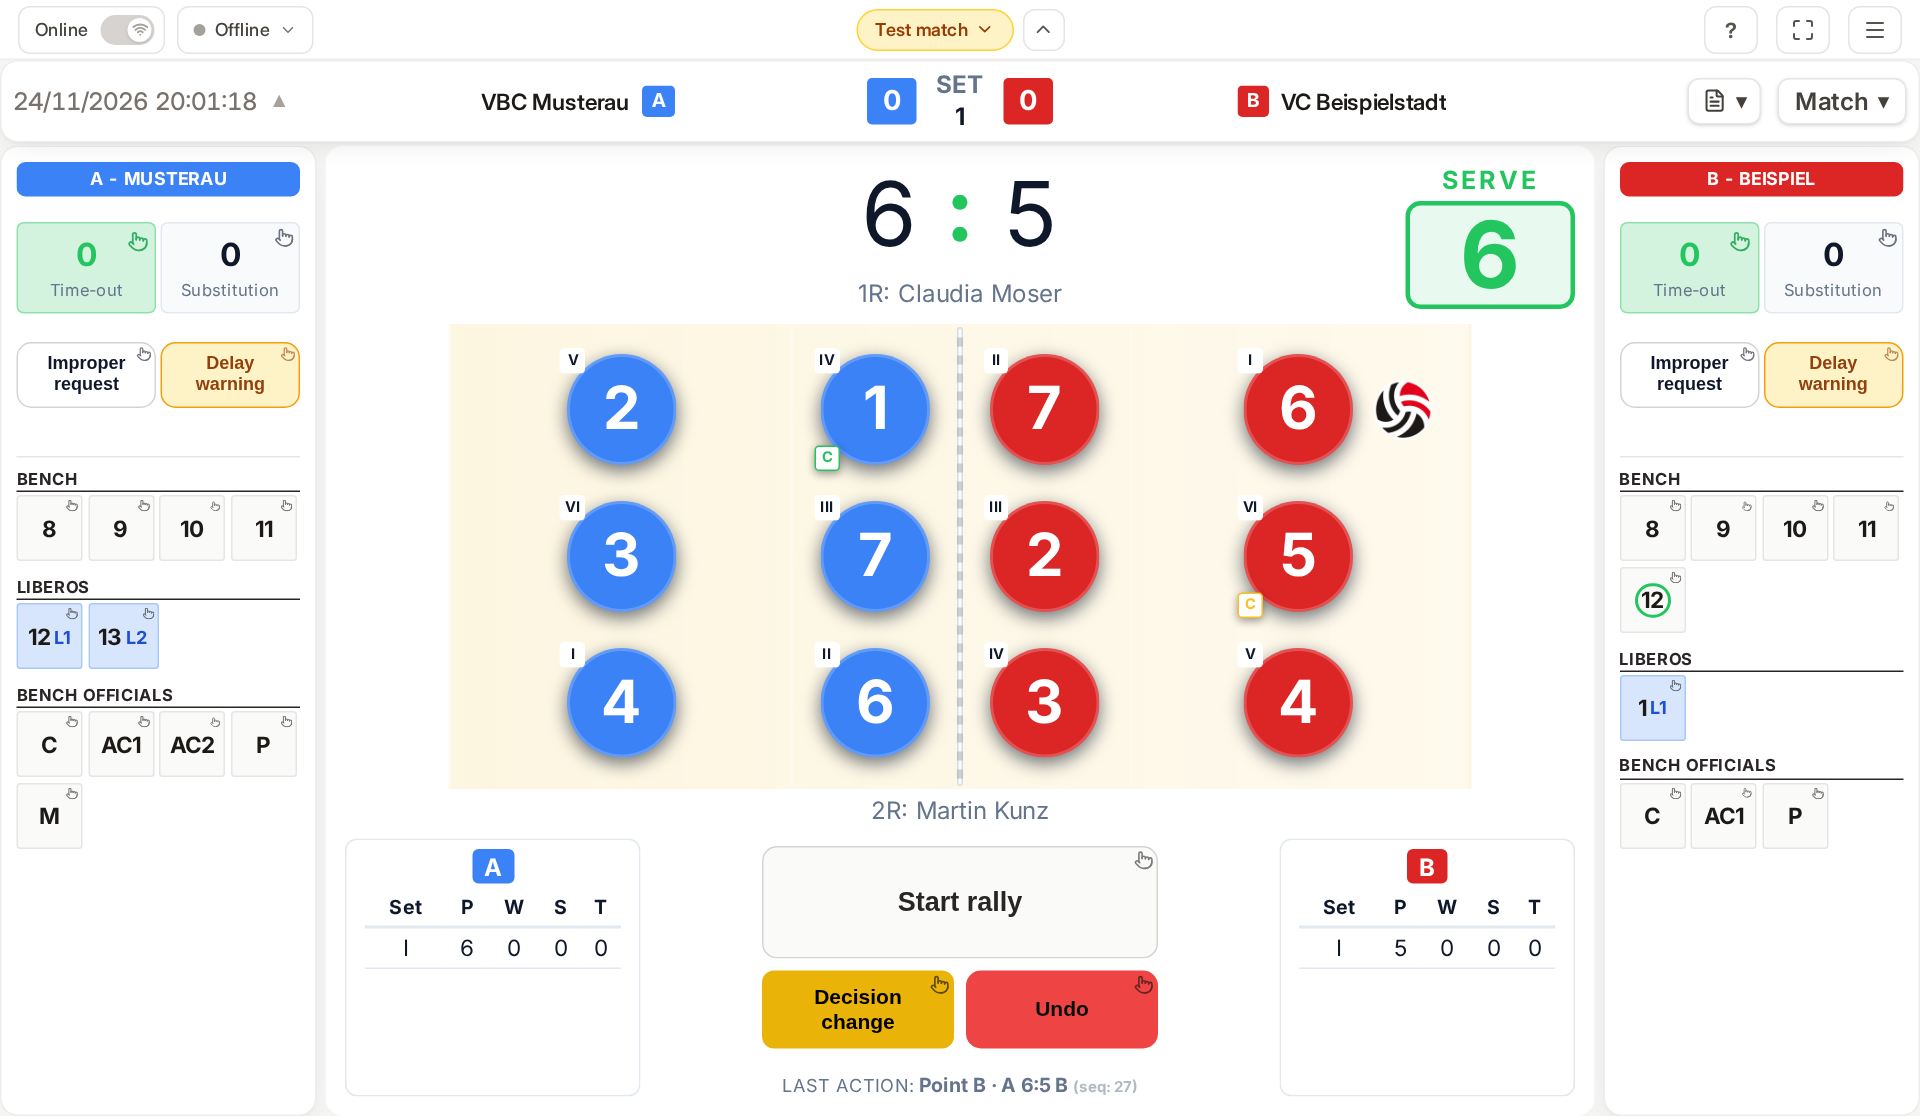 Online
Offline
Test match
?
24/11/2026 20:01:18 ▲
VBC Musterau A
0 SET 1 0
B VC Beispielstadt
Match ▾
A - MUSTERAU
0
Time-out
0
Substitution
Improper
request
Delay
warning
BENCH
8 9 10 11
LIBEROS
12 L1 13 L2
BENCH OFFICIALS
C AC1 AC2 P
M
6 : 5
SERVE
6
1R: Claudia Moser
V 2 IV 1 C II 7 I 6
VI 3 III 7 III 2 VI 5 C
I 4 II 6 IV 3 V 4
2R: Martin Kunz
A
Set P W S T
I 6 0 0 0
Start rally
Decision
change
Undo
LAST ACTION: Point B · A 6:5 B (seq: 27)
B
Set P W S T
I 5 0 0 0
B - BEISPIEL
0
Time-out
0
Substitution
Improper
request
Delay
warning
BENCH
8 9 10 11
12
LIBEROS
1 L1
BENCH OFFICIALS
C AC1 P